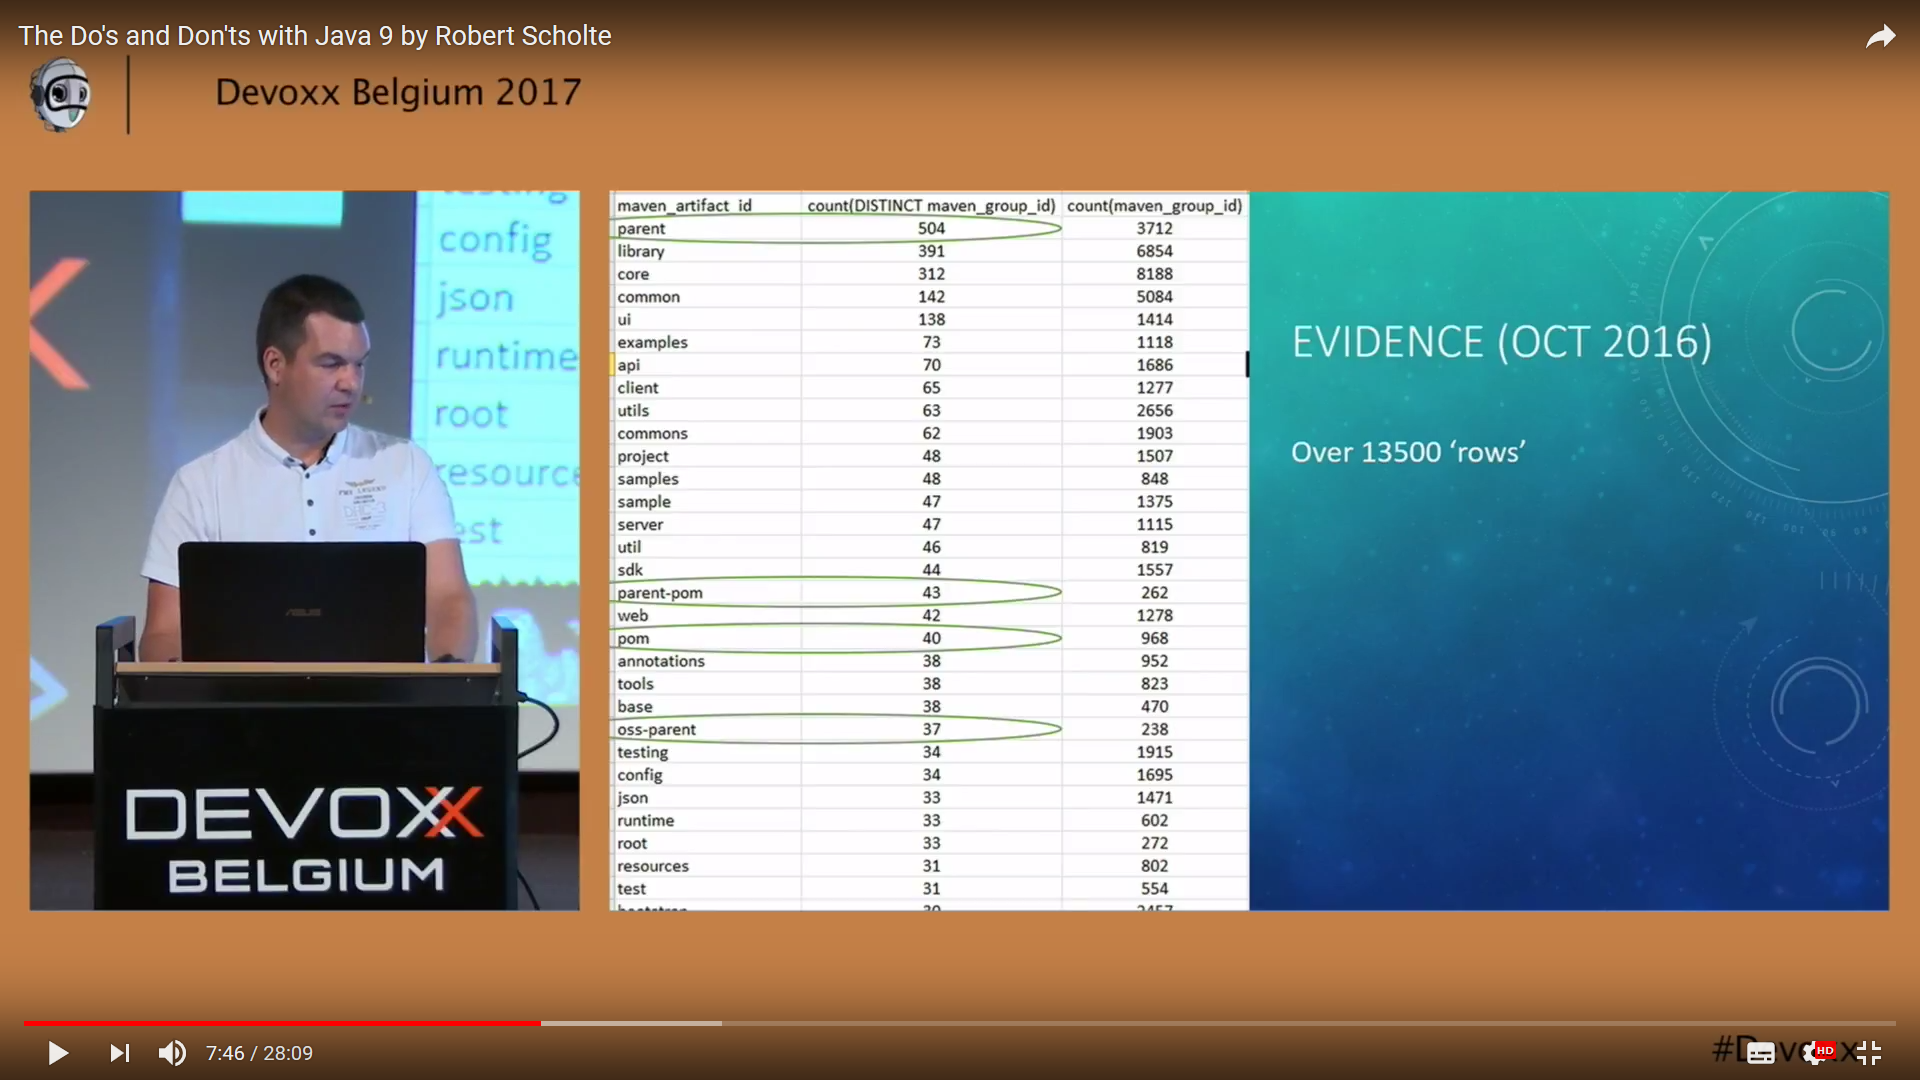 The Do's and Don'ts with Java 9 by Robert Scholte
Devoxx Belgium 2017
config
json
runtime
root
resource
est
ASUS
DEVOXX
BELGIUM
maven_artifact_id count(DISTINCT maven_group_id) count(maven_group_id)
parent 504 3712
library 391 6854
core 312 8188
common 142 5084
ui 138 1414
examples 73 1118
api 70 1686
client 65 1277
utils 63 2656
commons 62 1903
project 48 1507
samples 48 848
sample 47 1375
server 47 1115
util 46 819
sdk 44 1557
parent-pom 43 262
web 42 1278
pom 40 968
annotations 38 952
tools 38 823
base 38 470
oss-parent 37 238
testing 34 1915
config 34 1695
json 33 1471
runtime 33 602
root 33 272
resources 31 802
test 31 554
EVIDENCE (OCT 2016)
Over 13500 ‘rows’
7:46 / 28:09
#Devoxx
HD